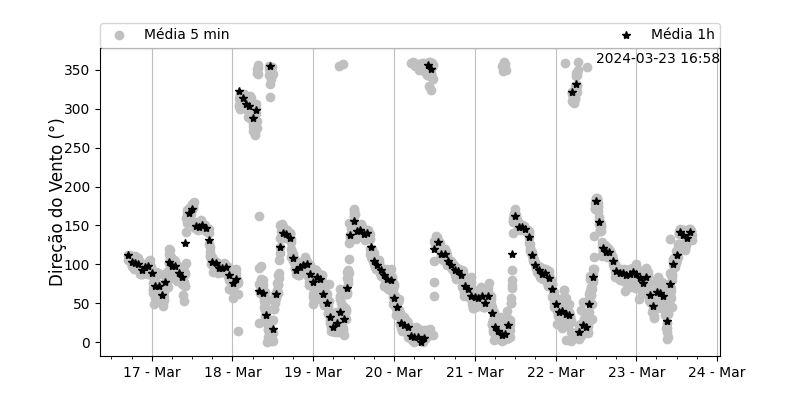 Média 5 min
Média 1h
2024-03-23 16:58
Direção do Vento (°)
350
300
250
200
150
100
50
0
17 - Mar
18 - Mar
19 - Mar
20 - Mar
21 - Mar
22 - Mar
23 - Mar
24 - Mar